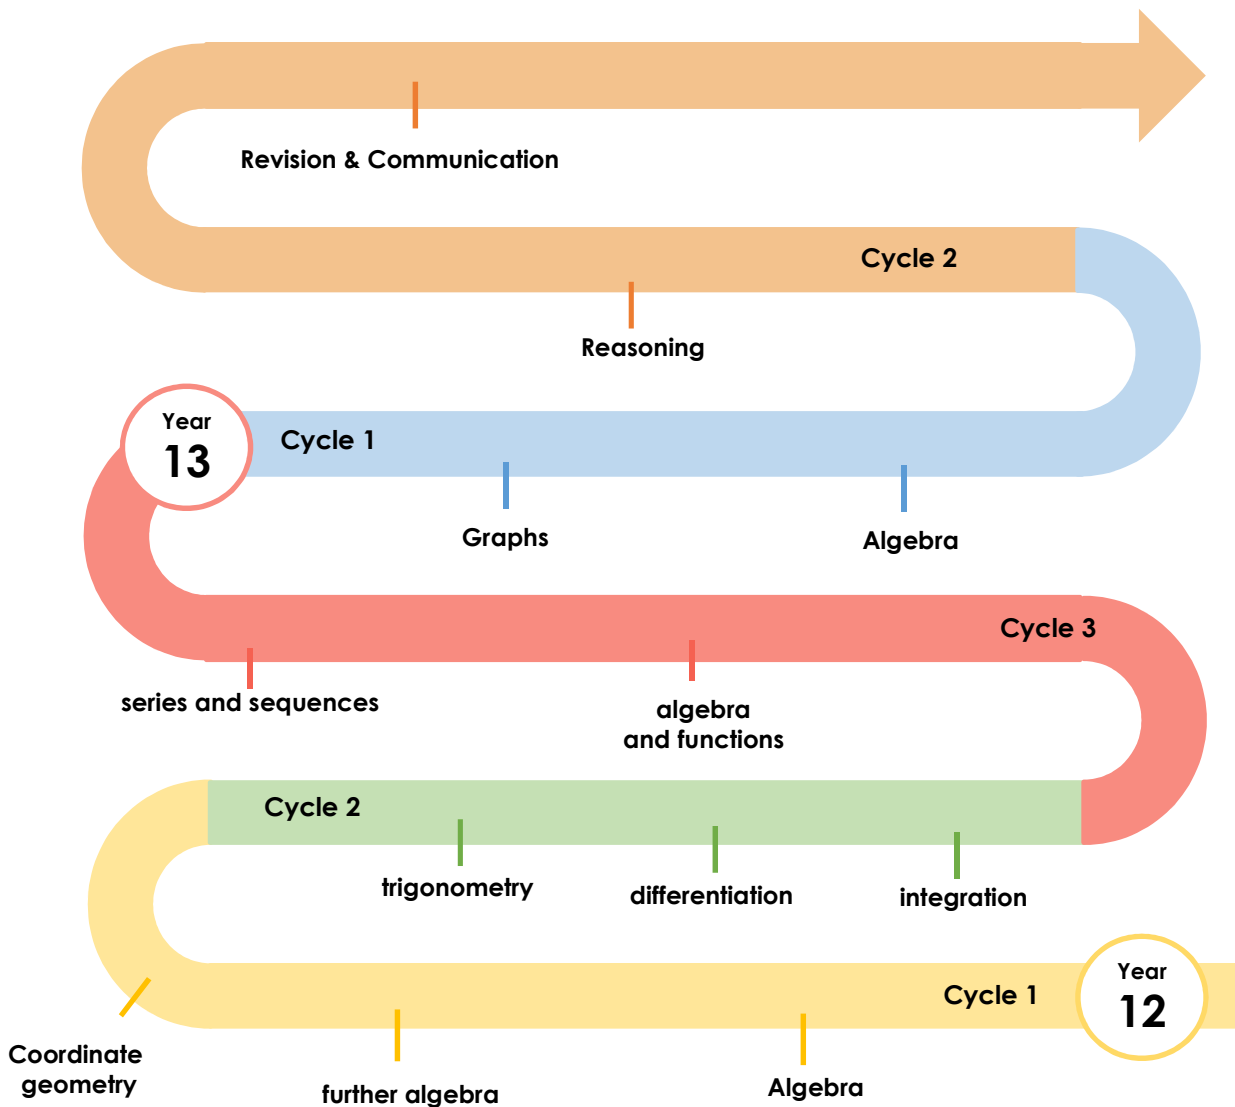 Revision & Communication
Cycle 2
Reasoning
Year
13
Cycle 1
Graphs
Algebra
Cycle 3
series and sequences
algebra
and functions
Cycle 2
trigonometry
differentiation
integration
Year
12
Cycle 1
Coordinate
geometry
further algebra
Algebra